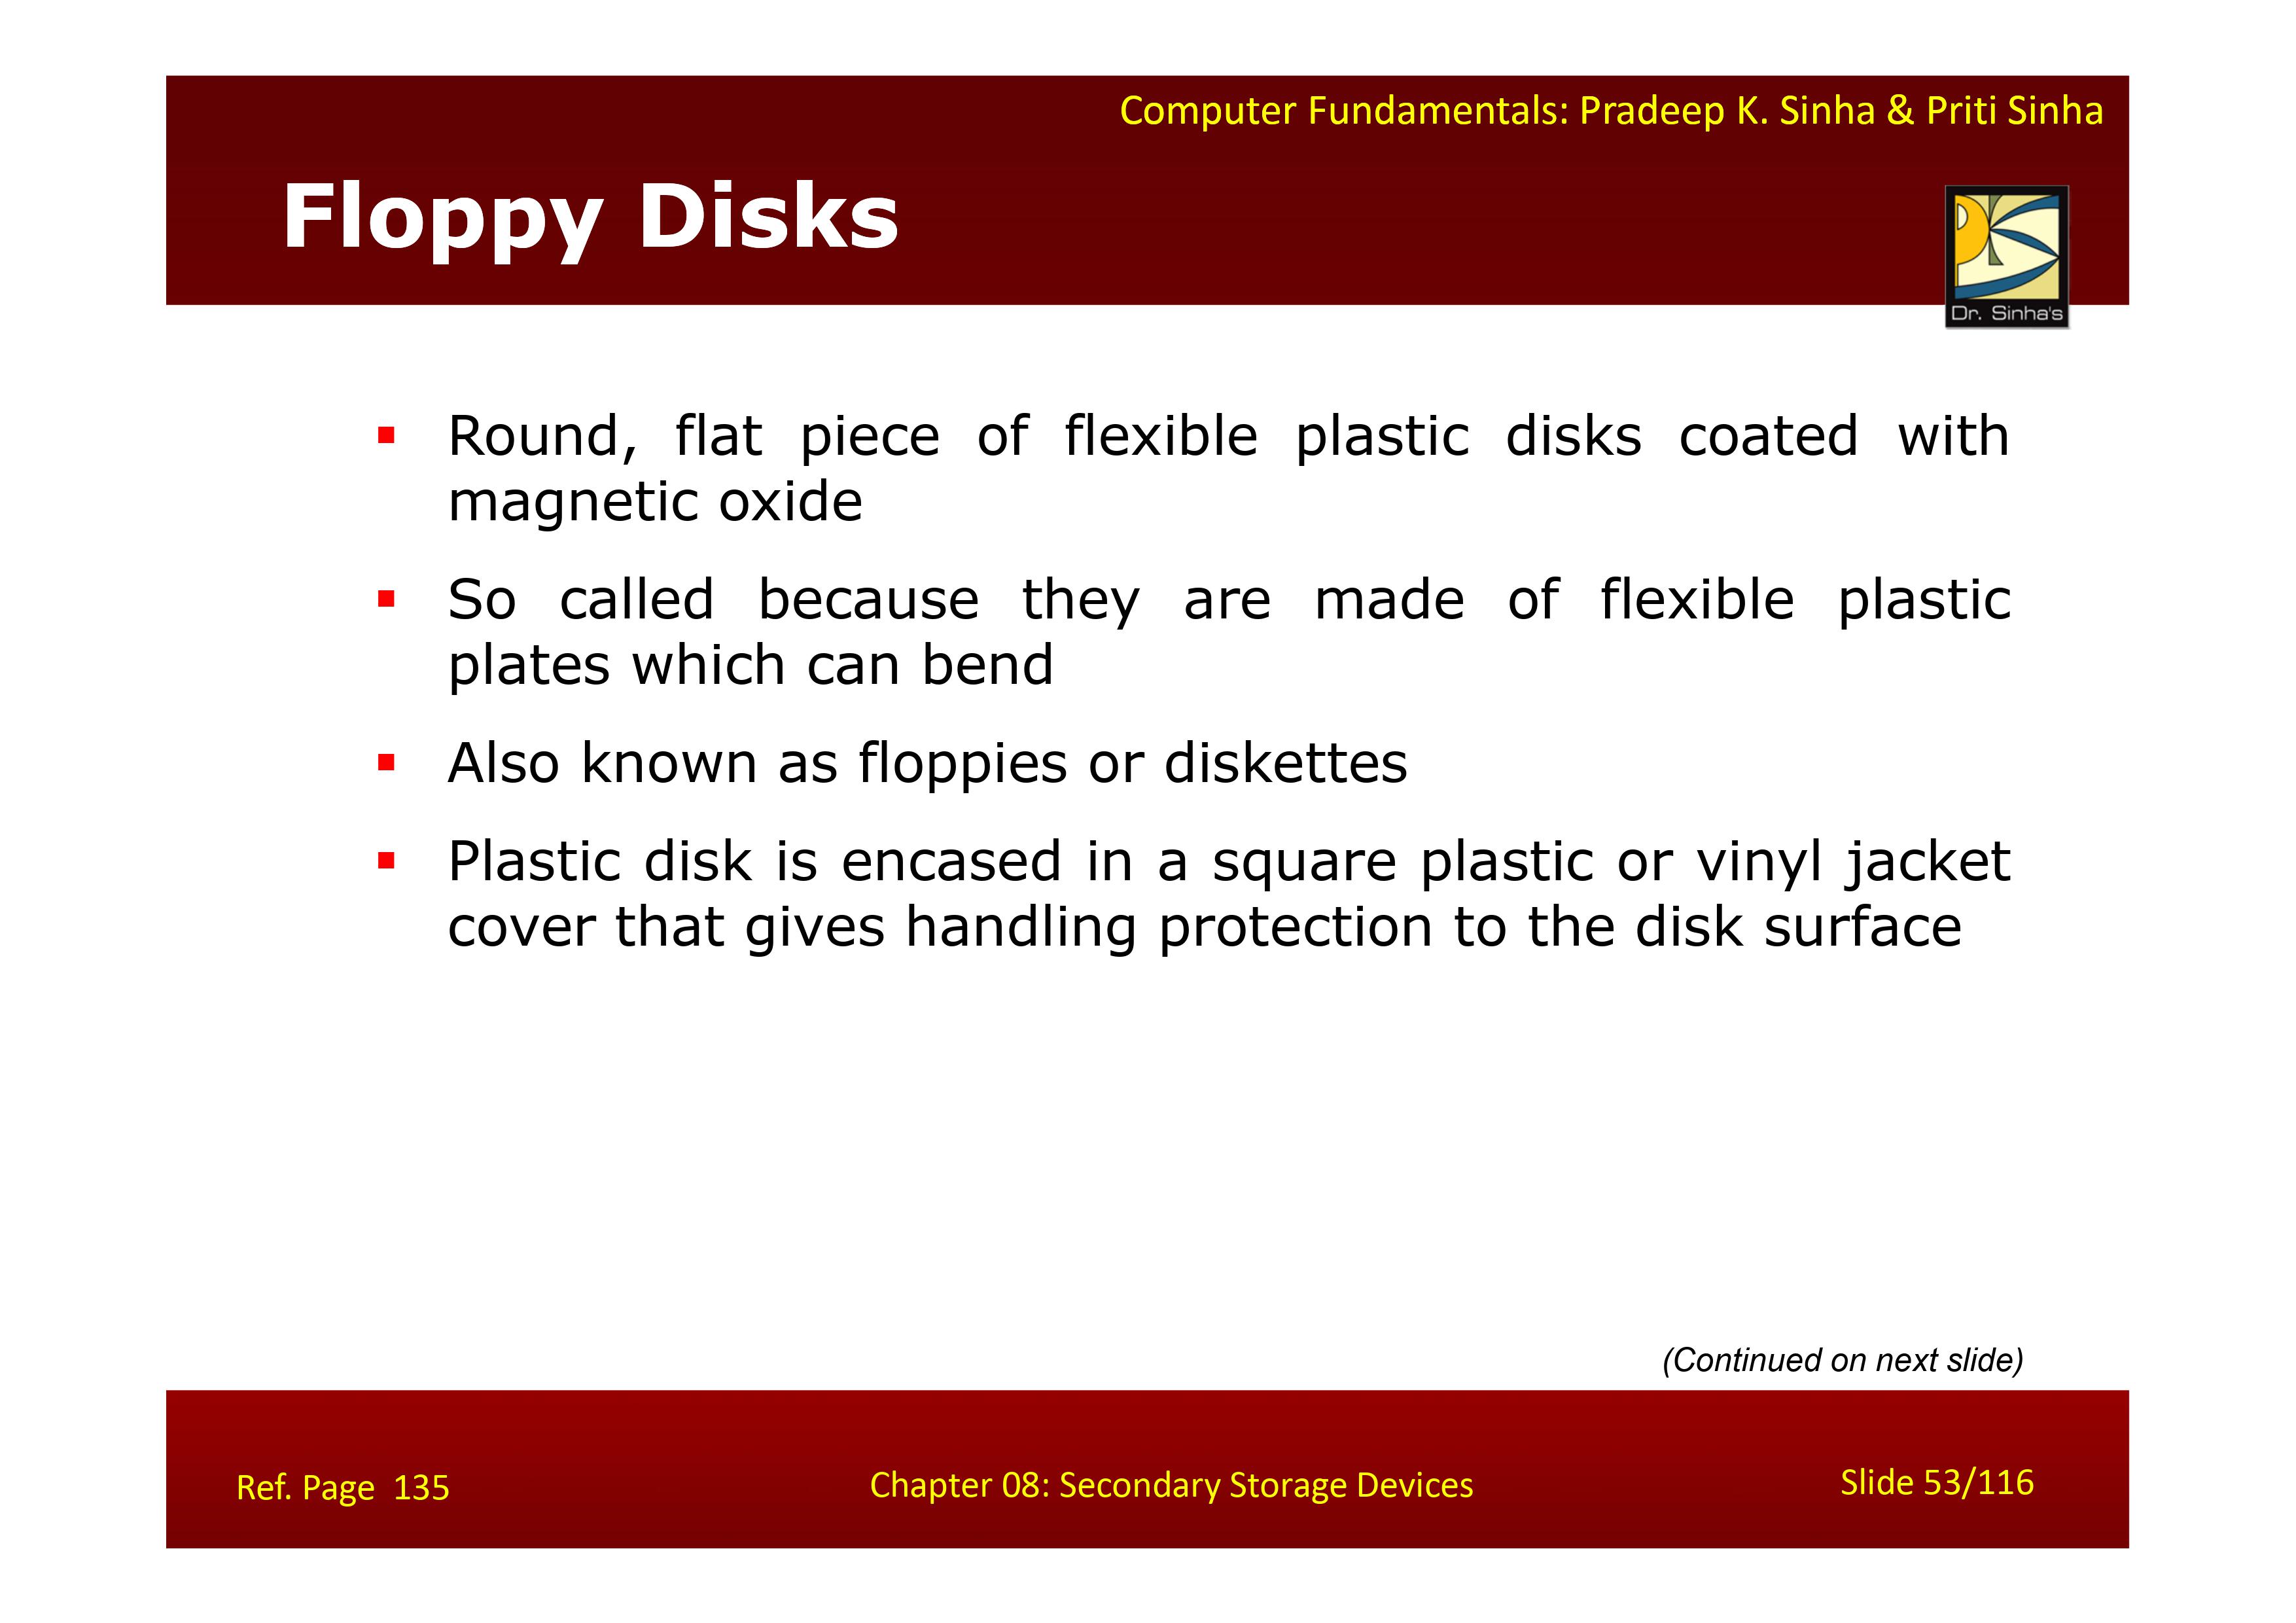 Computer Fundamentals: Pradeep K. Sinha & Priti Sinha
Floppy Disks
Dr. Sinha's
▪ Round, flat piece of flexible plastic disks coated with
magnetic oxide
▪ So called because they are made of flexible plastic
plates which can bend
▪ Also known as floppies or diskettes
▪ Plastic disk is encased in a square plastic or vinyl jacket
cover that gives handling protection to the disk surface
(Continued on next slide)
Ref. Page 135
Chapter 08: Secondary Storage Devices
Slide 53/116